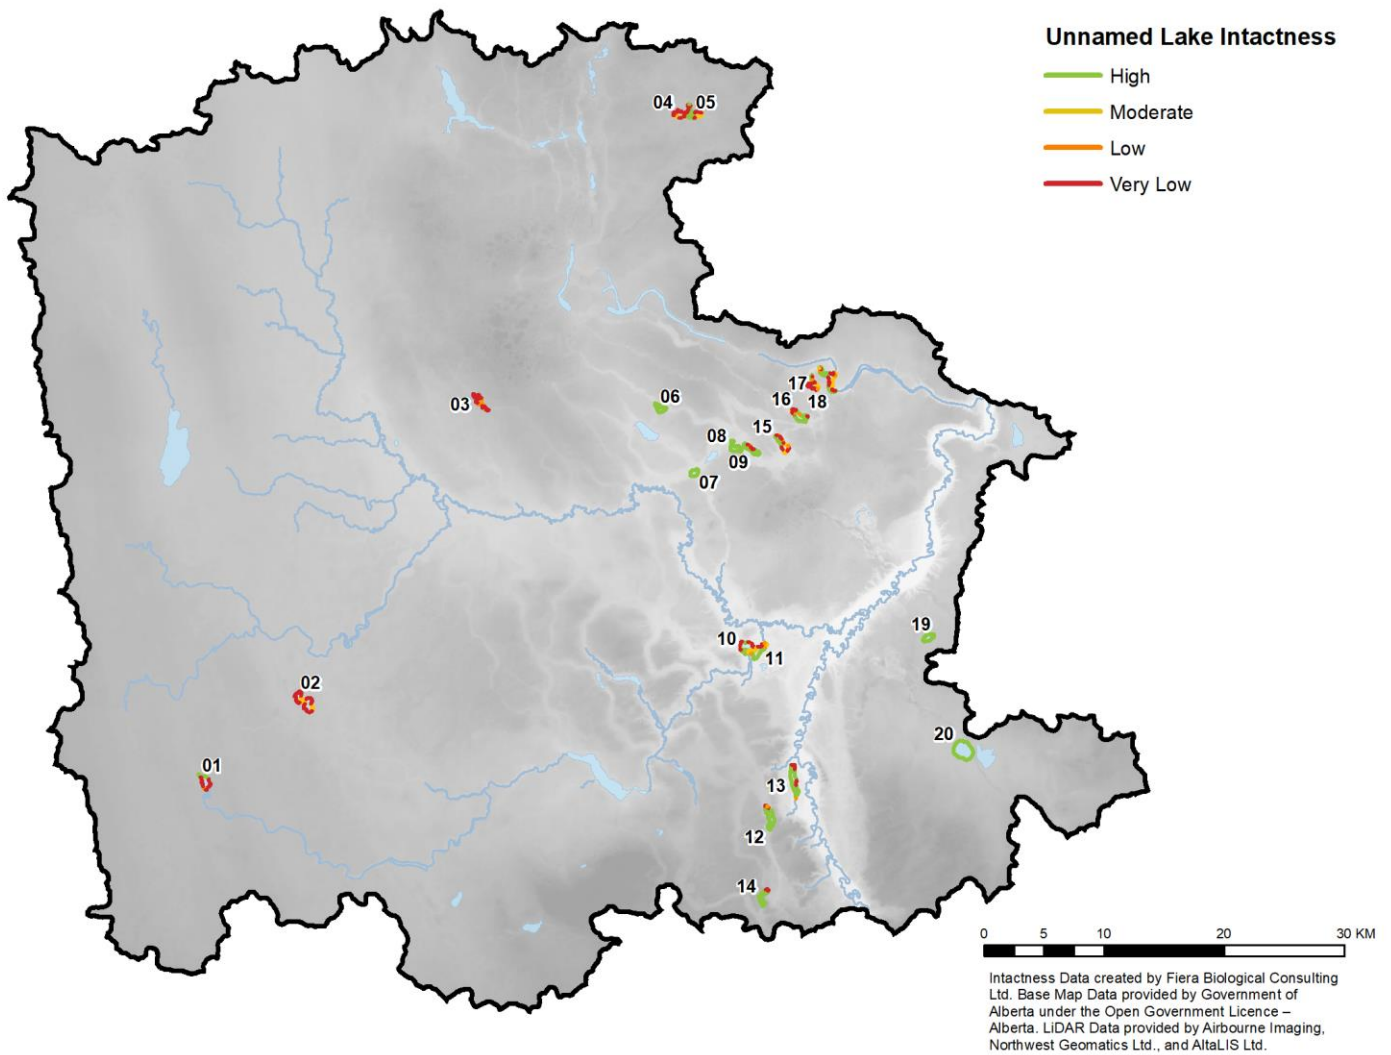 Unnamed Lake Intactness
High
Moderate
Low
Very Low
04 05
03
06
17
16 18
15
08
09
07
10
11
19
02
01
20
13
12
14
0 5 10 20 30 KM
Intactness Data created by Fiera Biological Consulting
Ltd. Base Map Data provided by Government of
Alberta under the Open Government Licence –
Alberta. LiDAR Data provided by Airbourne Imaging,
Northwest Geomatics Ltd., and AltaLIS Ltd.